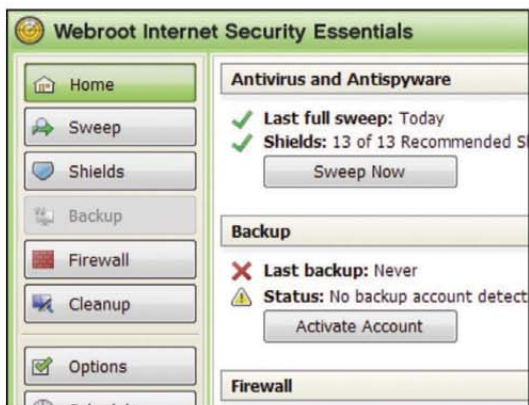 Webroot Internet Security Essentials
Home
Sweep
Shields
Backup
Firewall
Cleanup
Options
Antivirus and Antispyware
Last full sweep: Today
Shields: 13 of 13 Recommended
Sweep Now
Backup
Last backup: Never
Status: No backup account
Activate Account
Firewall